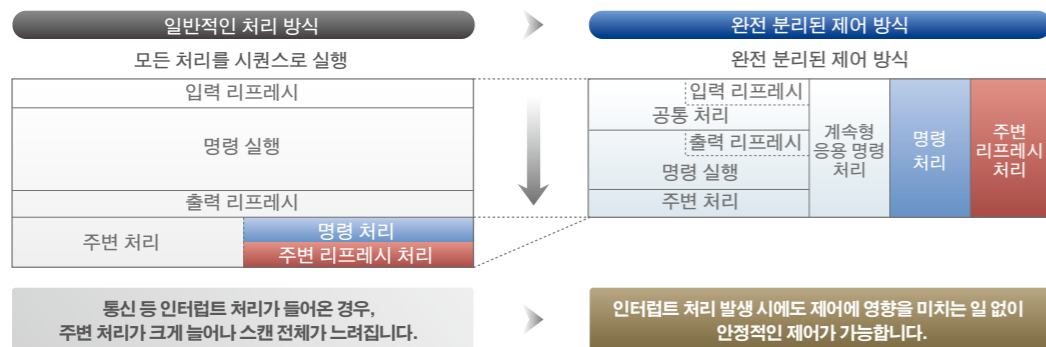 일반적인 처리 방식
모든 처리를 시퀀스로 실행
입력 리프레시
명령 실행
출력 리프레시
주변 처리
명령 처리
주변 리프레시 처리
통신 등 인터럽트 처리가 들어온 경우,
주변 처리가 크게 늘어나 스캔 전체가 느려집니다.
완전 분리된 제어 방식
완전 분리된 제어 방식
입력 리프레시
공통 처리
출력 리프레시
명령 실행
주변 처리
계속형
응용 명령
처리
명령
처리
주변
리프레시
처리
인터럽트 처리 발생 시에도 제어에 영향을 미치는 일 없이
안정적인 제어가 가능합니다.